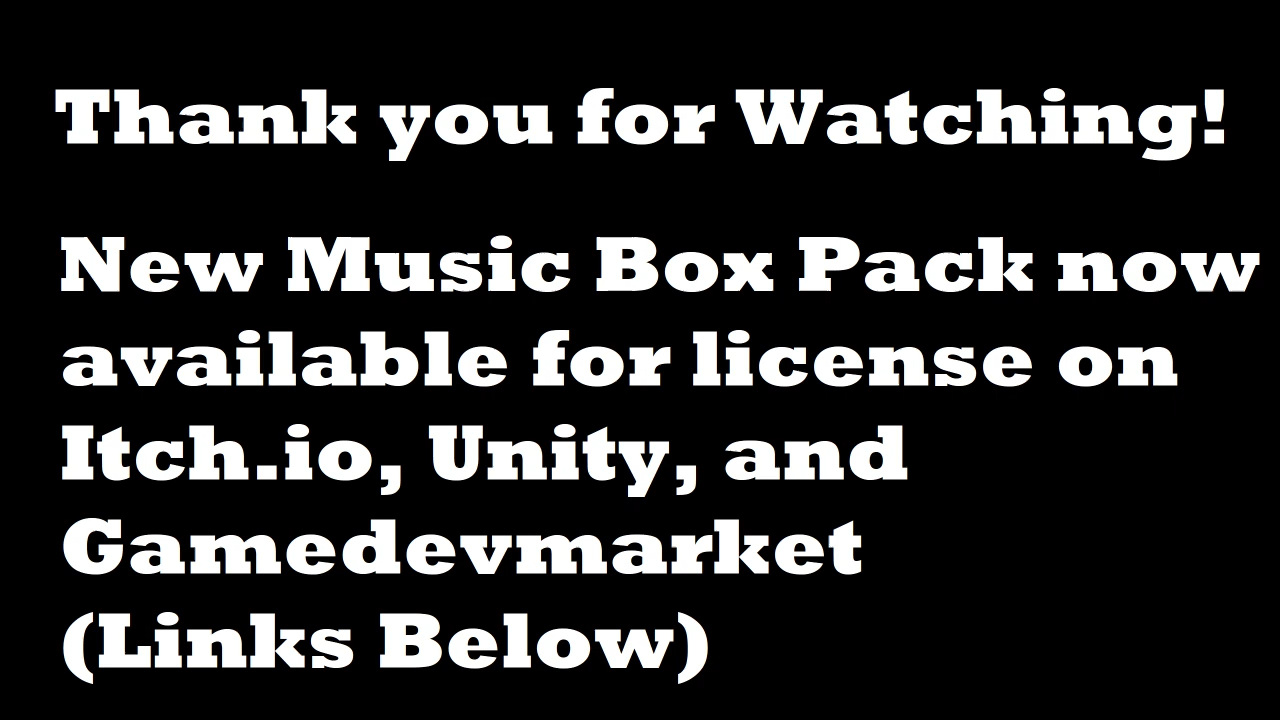 Thank you for Watching!
New Music Box Pack now
available for license on
Itch.io, Unity, and
Gamedevmarket
(Links Below)